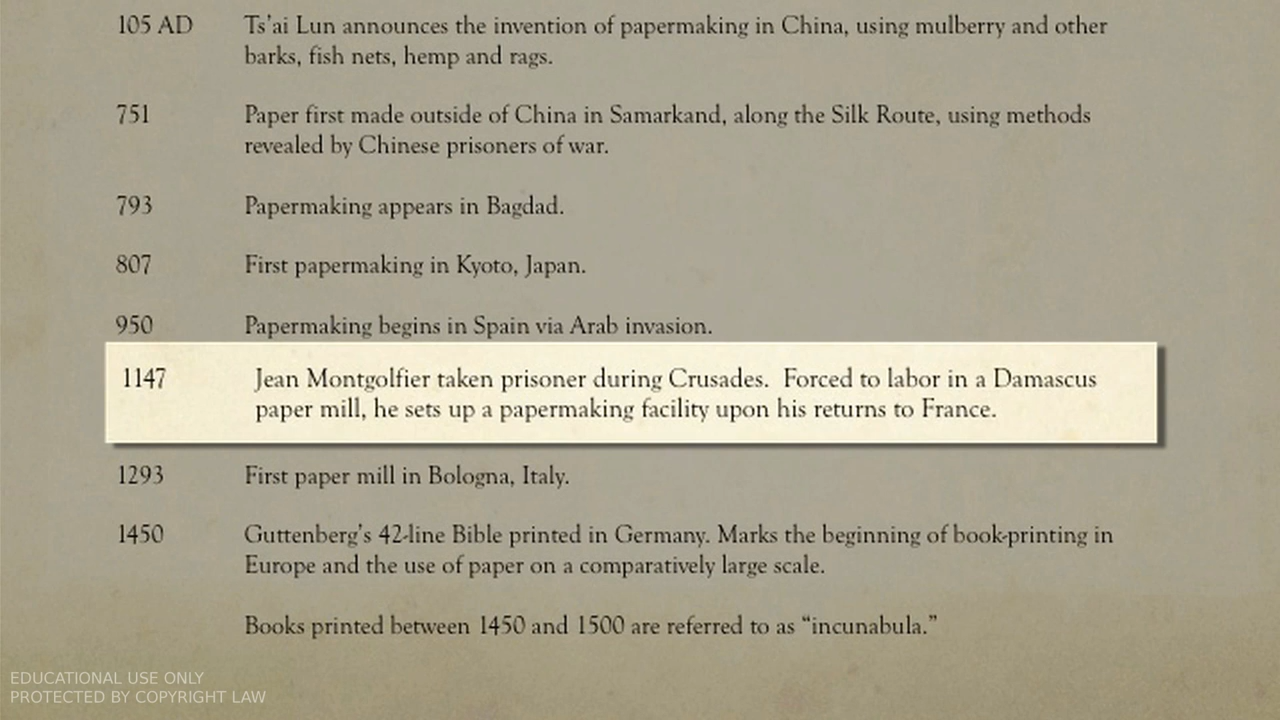 105 AD Ts'ai Lun announces the invention of papermaking in China, using mulberry and other
barks, fish nets, hemp and rags.
751 Paper first made outside of China in Samarkand, along the Silk Route, using methods
revealed by Chinese prisoners of war.
793 Papermaking appears in Bagdad.
807 First papermaking in Kyoto, Japan.
950 Papermaking begins in Spain via Arab invasion.
1147 Jean Montgolfier taken prisoner during Crusades. Forced to labor in a Damascus
paper mill, he sets up a papermaking facility upon his returns to France.
1293 First paper mill in Bologna, Italy.
1450 Guttenberg's 42-line Bible printed in Germany. Marks the beginning of book-printing in
Europe and the use of paper on a comparatively large scale.
Books printed between 1450 and 1500 are referred to as “incunabula.”
EDUCATIONAL USE ONLY
PROTECTED BY COPYRIGHT LAW